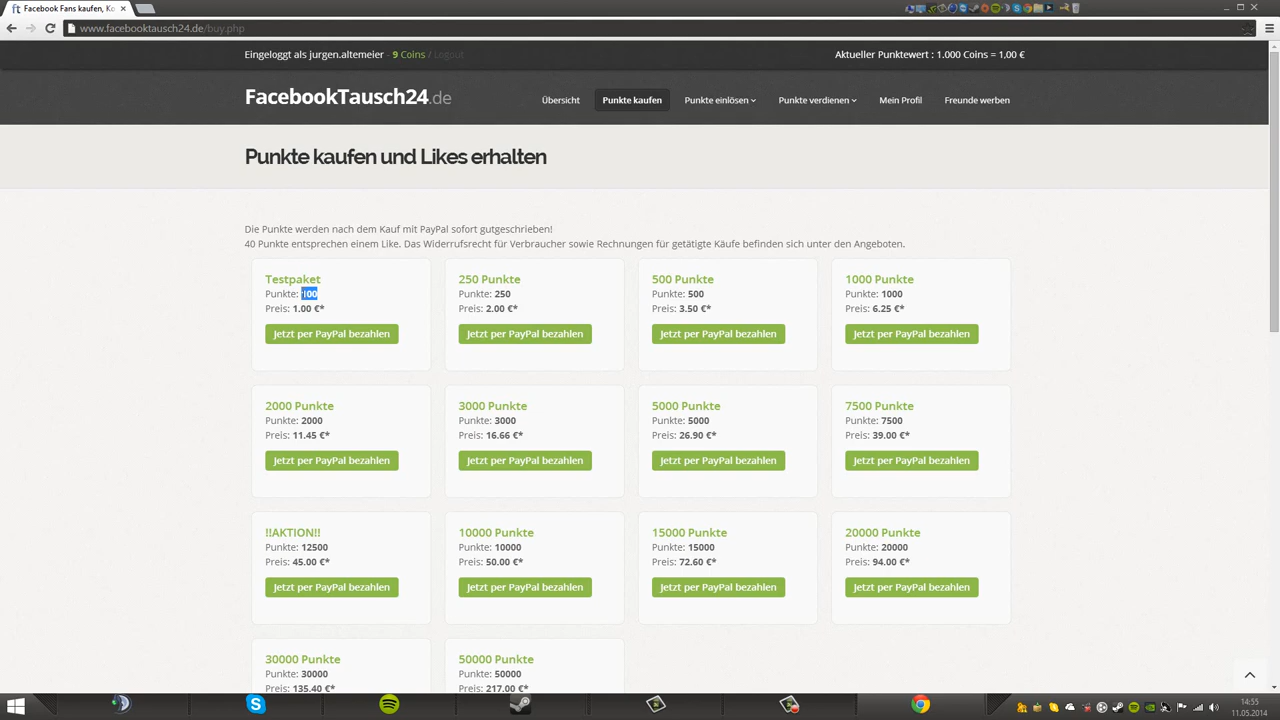 Facebook Fans kaufen, Ko
www.facebooktausch24.de/buy.php
Eingeloggt als jurgen.altemeier - 9 Coins / Logout
Aktueller Punktewert : 1.000 Coins = 1,00 €
FacebookTausch24.de
Übersicht Punkte kaufen Punkte einlösen Punkte verdienen Mein Profil Freunde werben
Punkte kaufen und Likes erhalten
Die Punkte werden nach dem Kauf mit PayPal sofort gutgeschrieben!
40 Punkte entsprechen einem Like. Das Widerrufsrecht für Verbraucher sowie Rechnungen für getätigte Käufe befinden sich unter den Angeboten.
Testpaket
Punkte: 100
Preis: 1.00 €*
Jetzt per PayPal bezahlen
250 Punkte
Punkte: 250
Preis: 2.00 €*
Jetzt per PayPal bezahlen
500 Punkte
Punkte: 500
Preis: 3.50 €*
Jetzt per PayPal bezahlen
1000 Punkte
Punkte: 1000
Preis: 6.25 €*
Jetzt per PayPal bezahlen
2000 Punkte
Punkte: 2000
Preis: 11.45 €*
Jetzt per PayPal bezahlen
3000 Punkte
Punkte: 3000
Preis: 16.66 €*
Jetzt per PayPal bezahlen
5000 Punkte
Punkte: 5000
Preis: 26.90 €*
Jetzt per PayPal bezahlen
7500 Punkte
Punkte: 7500
Preis: 39.00 €*
Jetzt per PayPal bezahlen
!!AKTION!!
Punkte: 12500
Preis: 45.00 €*
Jetzt per PayPal bezahlen
10000 Punkte
Punkte: 10000
Preis: 50.00 €*
Jetzt per PayPal bezahlen
15000 Punkte
Punkte: 15000
Preis: 72.60 €*
Jetzt per PayPal bezahlen
20000 Punkte
Punkte: 20000
Preis: 94.00 €*
Jetzt per PayPal bezahlen
30000 Punkte
Punkte: 30000
Preis: 135.40 €*
50000 Punkte
Punkte: 50000
Preis: 217.00 €*
14:55
11.05.2014